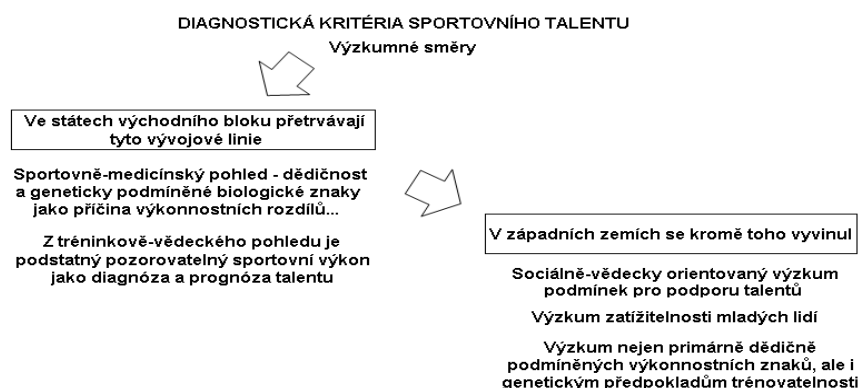 DIAGNOSTICKÁ KRITÉRIA SPORTOVNÍHO TALENTU
Výzkumné směry
Ve státech východního bloku přetrvávají
tyto vývojové linie
Sportovně-medicínský pohled - dědičnost
a geneticky podmíněné biologické znaky
jako příčina výkonnostních rozdílů...
Z tréninkově-vědeckého pohledu je
podstatný pozorovatelný sportovní výkon
jako diagnóza a prognóza talentu
V západních zemích se kromě toho vyvinul
Sociálně-vědecky orientovaný výzkum
podmínek pro podporu talentů
Výzkum zatížitelnosti mladých lidí
Výzkum nejen primárně dědičně
podmíněných výkonnostních znaků, ale i
genetickým předpokladům trénovatelnosti